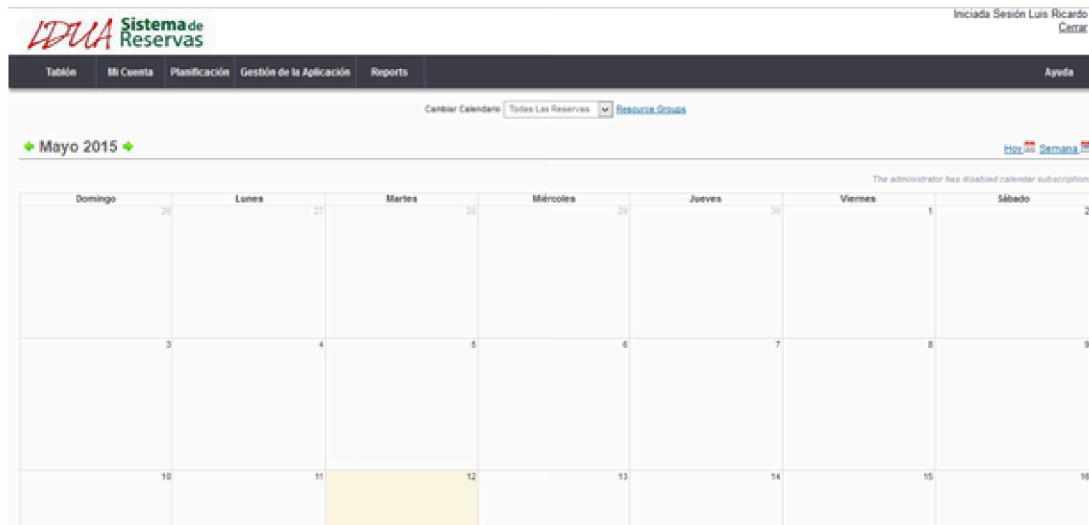 Iniciada Sesión Luis Ricardo
Cerrar
LDUA Sistema de
Reservas
Tablón Mi Cuenta Planificación Gestión de la Aplicación Reports Ayuda
Cambiar Calendario Todas Las Reservas Resource Groups
Mayo 2015
Hoy Semana
The administrator has disabled calendar subscription
Domingo Lunes Martes Miércoles Jueves Viernes Sábado
26 27 28 29 30 1 2
3 4 5 6 7 8 9
10 11 12 13 14 15 16